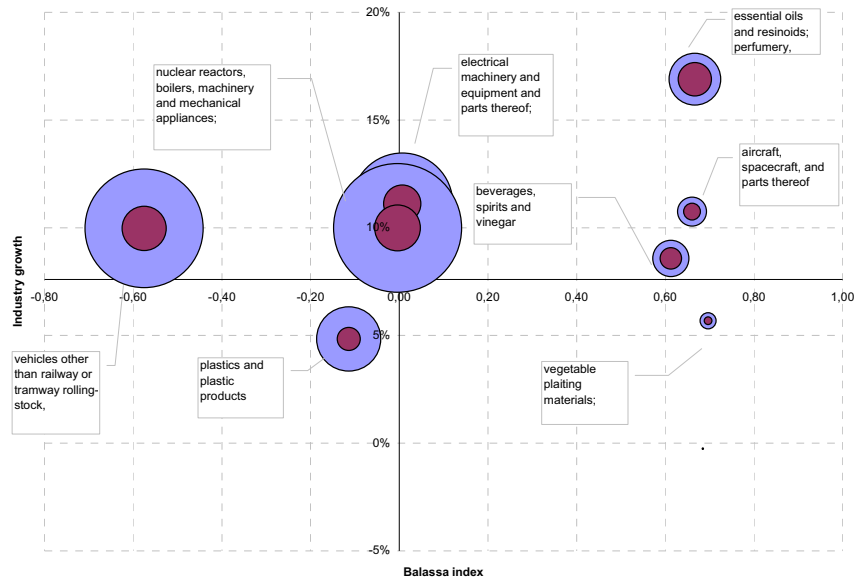 20%
essential oils
and resinoids;
perfumery,
nuclear reactors,
boilers, machinery
and mechanical
appliances;
electrical
machinery and
equipment and
parts thereof;
15%
aircraft,
spacecraft, and
parts thereof
beverages,
spirits and
vinegar
10%
Industry growth
-0,80
-0,60
-0,40
-0,20
0,00
0,20
0,40
0,60
0,80
1,00
5%
vehicles other
than railway or
tramway rolling-
stock,
plastics and
plastic
products
vegetable
plaiting
materials;
0%
-5%
Balassa index